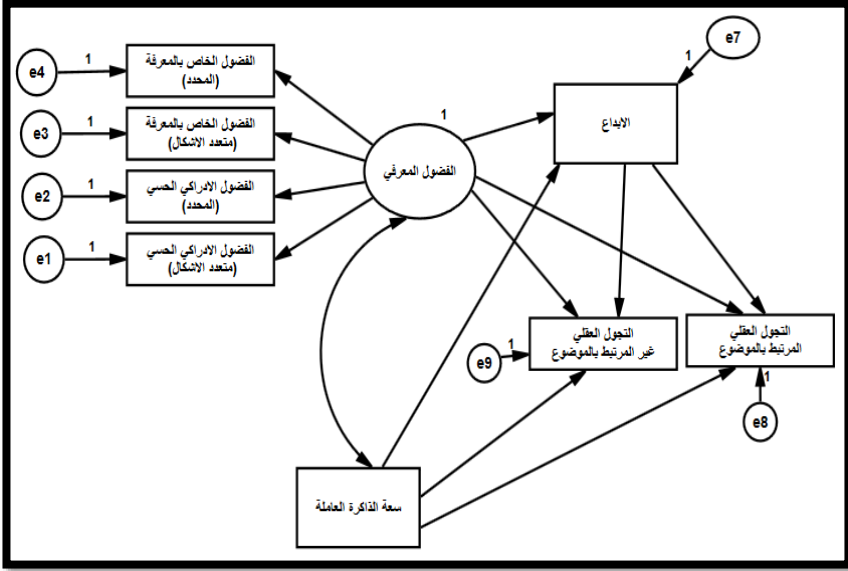 e7
1
e4
1
الفضول الخاص بالمعرفة
(المحدد)
1
الابداع
e3
1
الفضول الخاص بالمعرفة
(متعدد الاشكال)
الفضول المعرفي
e2
1
الفضول الادراكي الحسي
(المحدد)
e1
1
الفضول الادراكي الحسي
(متعدد الاشكال)
التجول العقلي
غير المرتبط بالموضوع
التجول العقلي
المرتبط بالموضوع
e9
1
1
e8
سعة الذاكرة العاملة